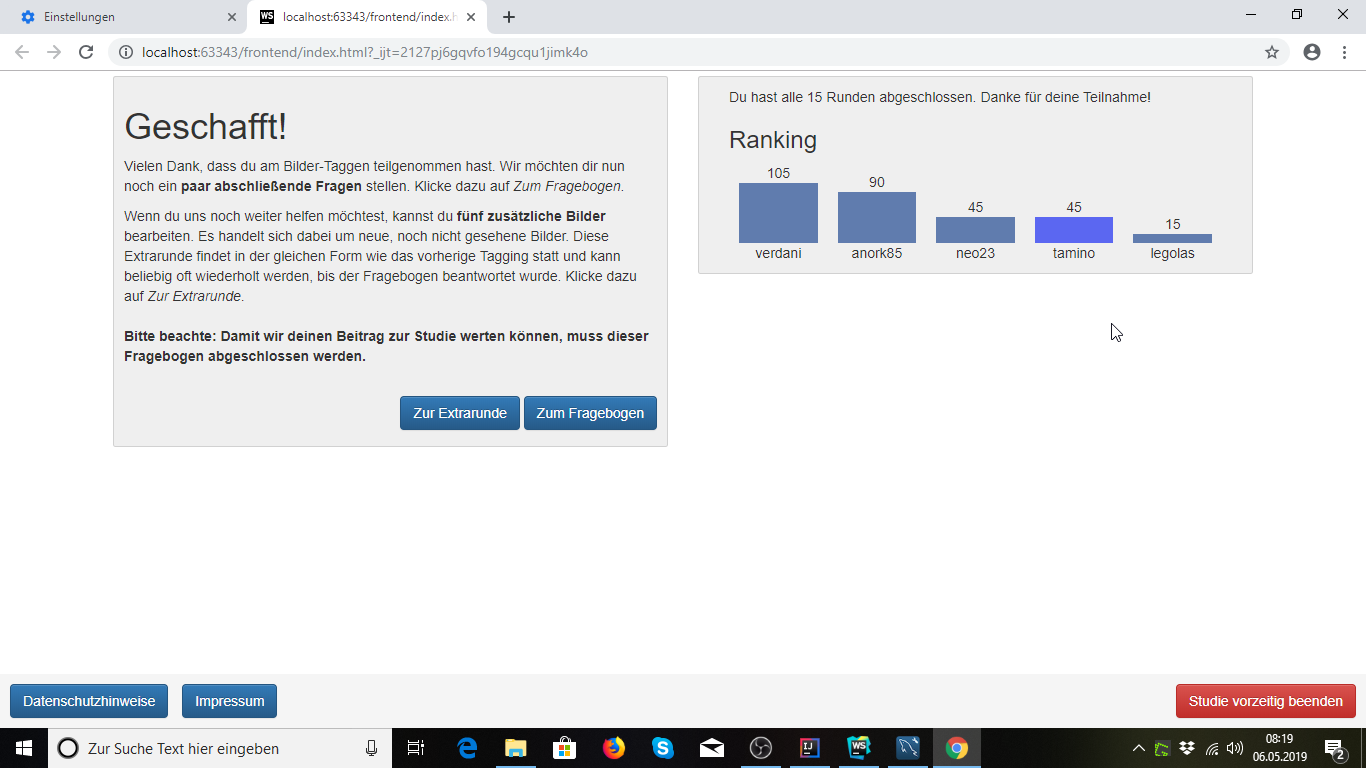 Einstellungen
localhost:63343/frontend/index.h
localhost:63343/frontend/index.html?_ijt=2127pj6gqvfo194gcqu1jimk4o
Geschafft!
Vielen Dank, dass du am Bilder-Taggen teilgenommen hast. Wir möchten dir nun
noch ein paar abschließende Fragen stellen. Klicke dazu auf Zum Fragebogen.
Wenn du uns noch weiter helfen möchtest, kannst du fünf zusätzliche Bilder
bearbeiten. Es handelt sich dabei um neue, noch nicht gesehene Bilder. Diese
Extrarunde findet in der gleichen Form wie das vorherige Tagging statt und kann
beliebig oft wiederholt werden, bis der Fragebogen beantwortet wurde. Klicke dazu
auf Zur Extrarunde.
Bitte beachte: Damit wir deinen Beitrag zur Studie werten können, muss dieser
Fragebogen abgeschlossen werden.
Zur Extrarunde Zum Fragebogen
Du hast alle 15 Runden abgeschlossen. Danke für deine Teilnahme!
Ranking
105 90 45 45 15
verdani anork85 neo23 tamino legolas
Datenschutzhinweise Impressum Studie vorzeitig beenden
Zur Suche Text hier eingeben
WS
IJ
WS
08:19
06.05.2019
2